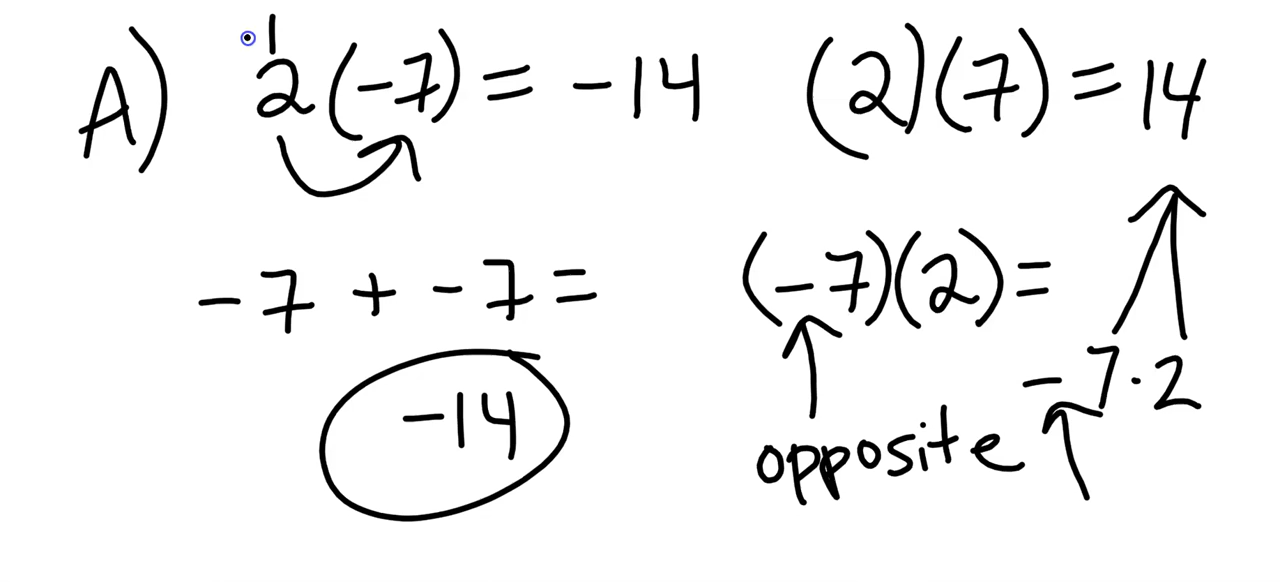 A) 2(-7) = -14 (2)(7) = 14
-7 + -7 = (-7)(2) =
-7·2
-14
opposite